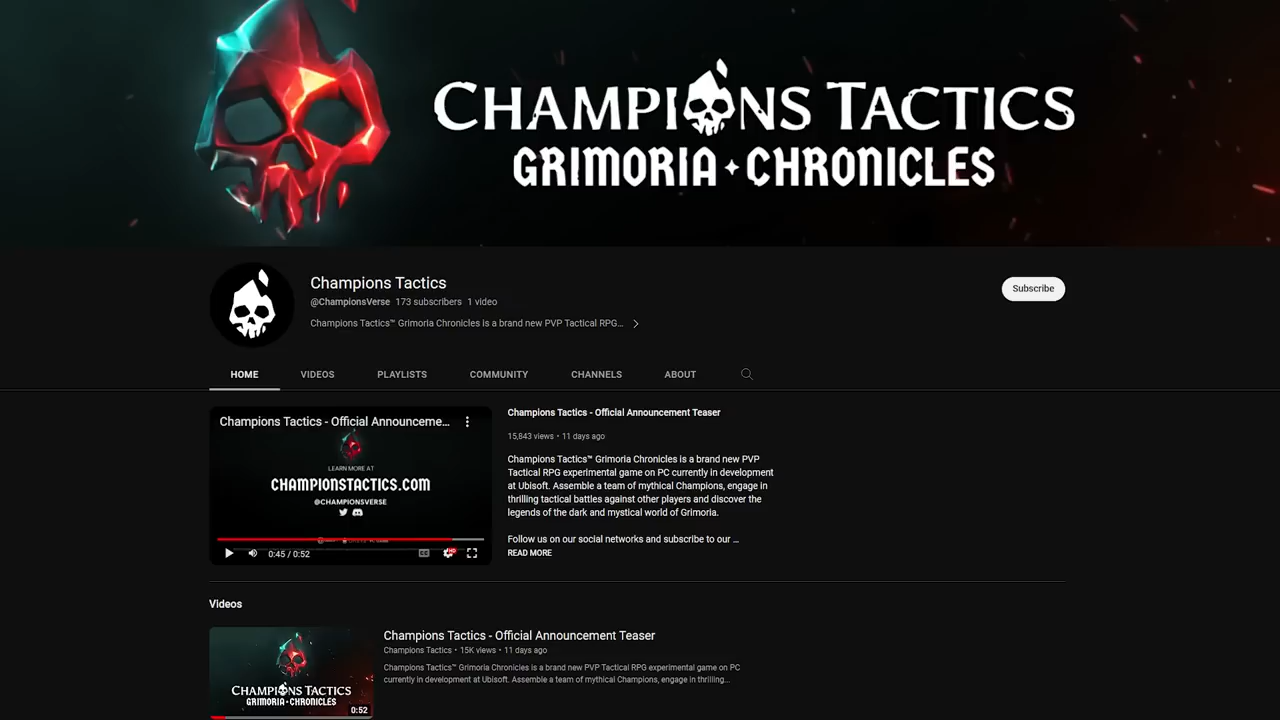 CHAMPIONS TACTICS
GRIMORIA CHRONICLES
Champions Tactics
@ChampionsVerse 173 subscribers 1 video
Champions Tactics™ Grimoria Chronicles is a brand new PVP Tactical RPG...
Subscribe
HOME VIDEOS PLAYLISTS COMMUNITY CHANNELS ABOUT
Champions Tactics - Official Announceme...
LEARN MORE AT
CHAMPIONSTACTICS.COM
@CHAMPIONSVERSE
0:45 / 0:52
CC HD
Champions Tactics - Official Announcement Teaser
15,843 views • 11 days ago
Champions Tactics™ Grimoria Chronicles is a brand new PVP
Tactical RPG experimental game on PC currently in development
at Ubisoft. Assemble a team of mythical Champions, engage in
thrilling tactical battles against other players and discover the
legends of the dark and mystical world of Grimoria.
Follow us on our social networks and subscribe to our ...
READ MORE
Videos
CHAMPIONS TACTICS
GRIMORIA CHRONICLES
0:52
Champions Tactics - Official Announcement Teaser
Champions Tactics • 15K views • 11 days ago
Champions Tactics™ Grimoria Chronicles is a brand new PVP Tactical RPG experimental game on PC
currently in development at Ubisoft. Assemble a team of mythical Champions, engage in thrilling...